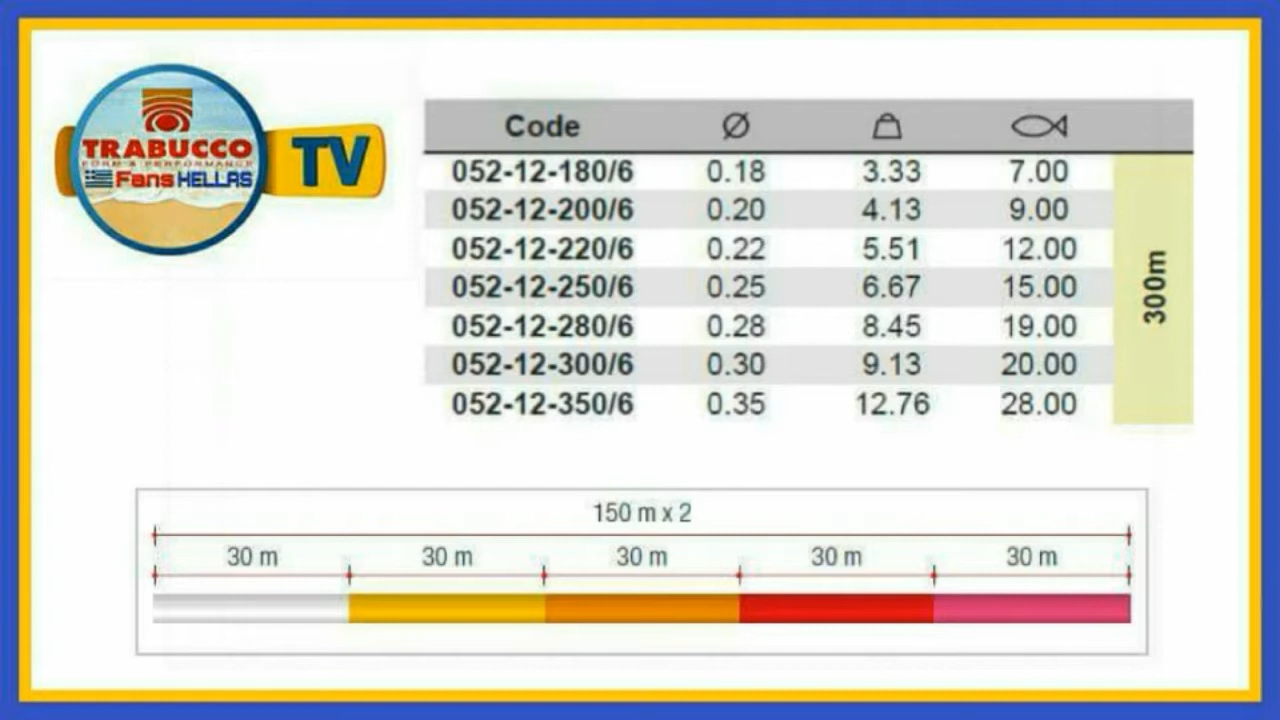 TRABUCCO
FORM & PERFORMANCE
Fans HELLAS
TV
Code Ø
052-12-180/6 0.18 3.33 7.00
052-12-200/6 0.20 4.13 9.00
052-12-220/6 0.22 5.51 12.00
052-12-250/6 0.25 6.67 15.00
052-12-280/6 0.28 8.45 19.00
052-12-300/6 0.30 9.13 20.00
052-12-350/6 0.35 12.76 28.00
300m
150 m x 2
30 m 30 m 30 m 30 m 30 m